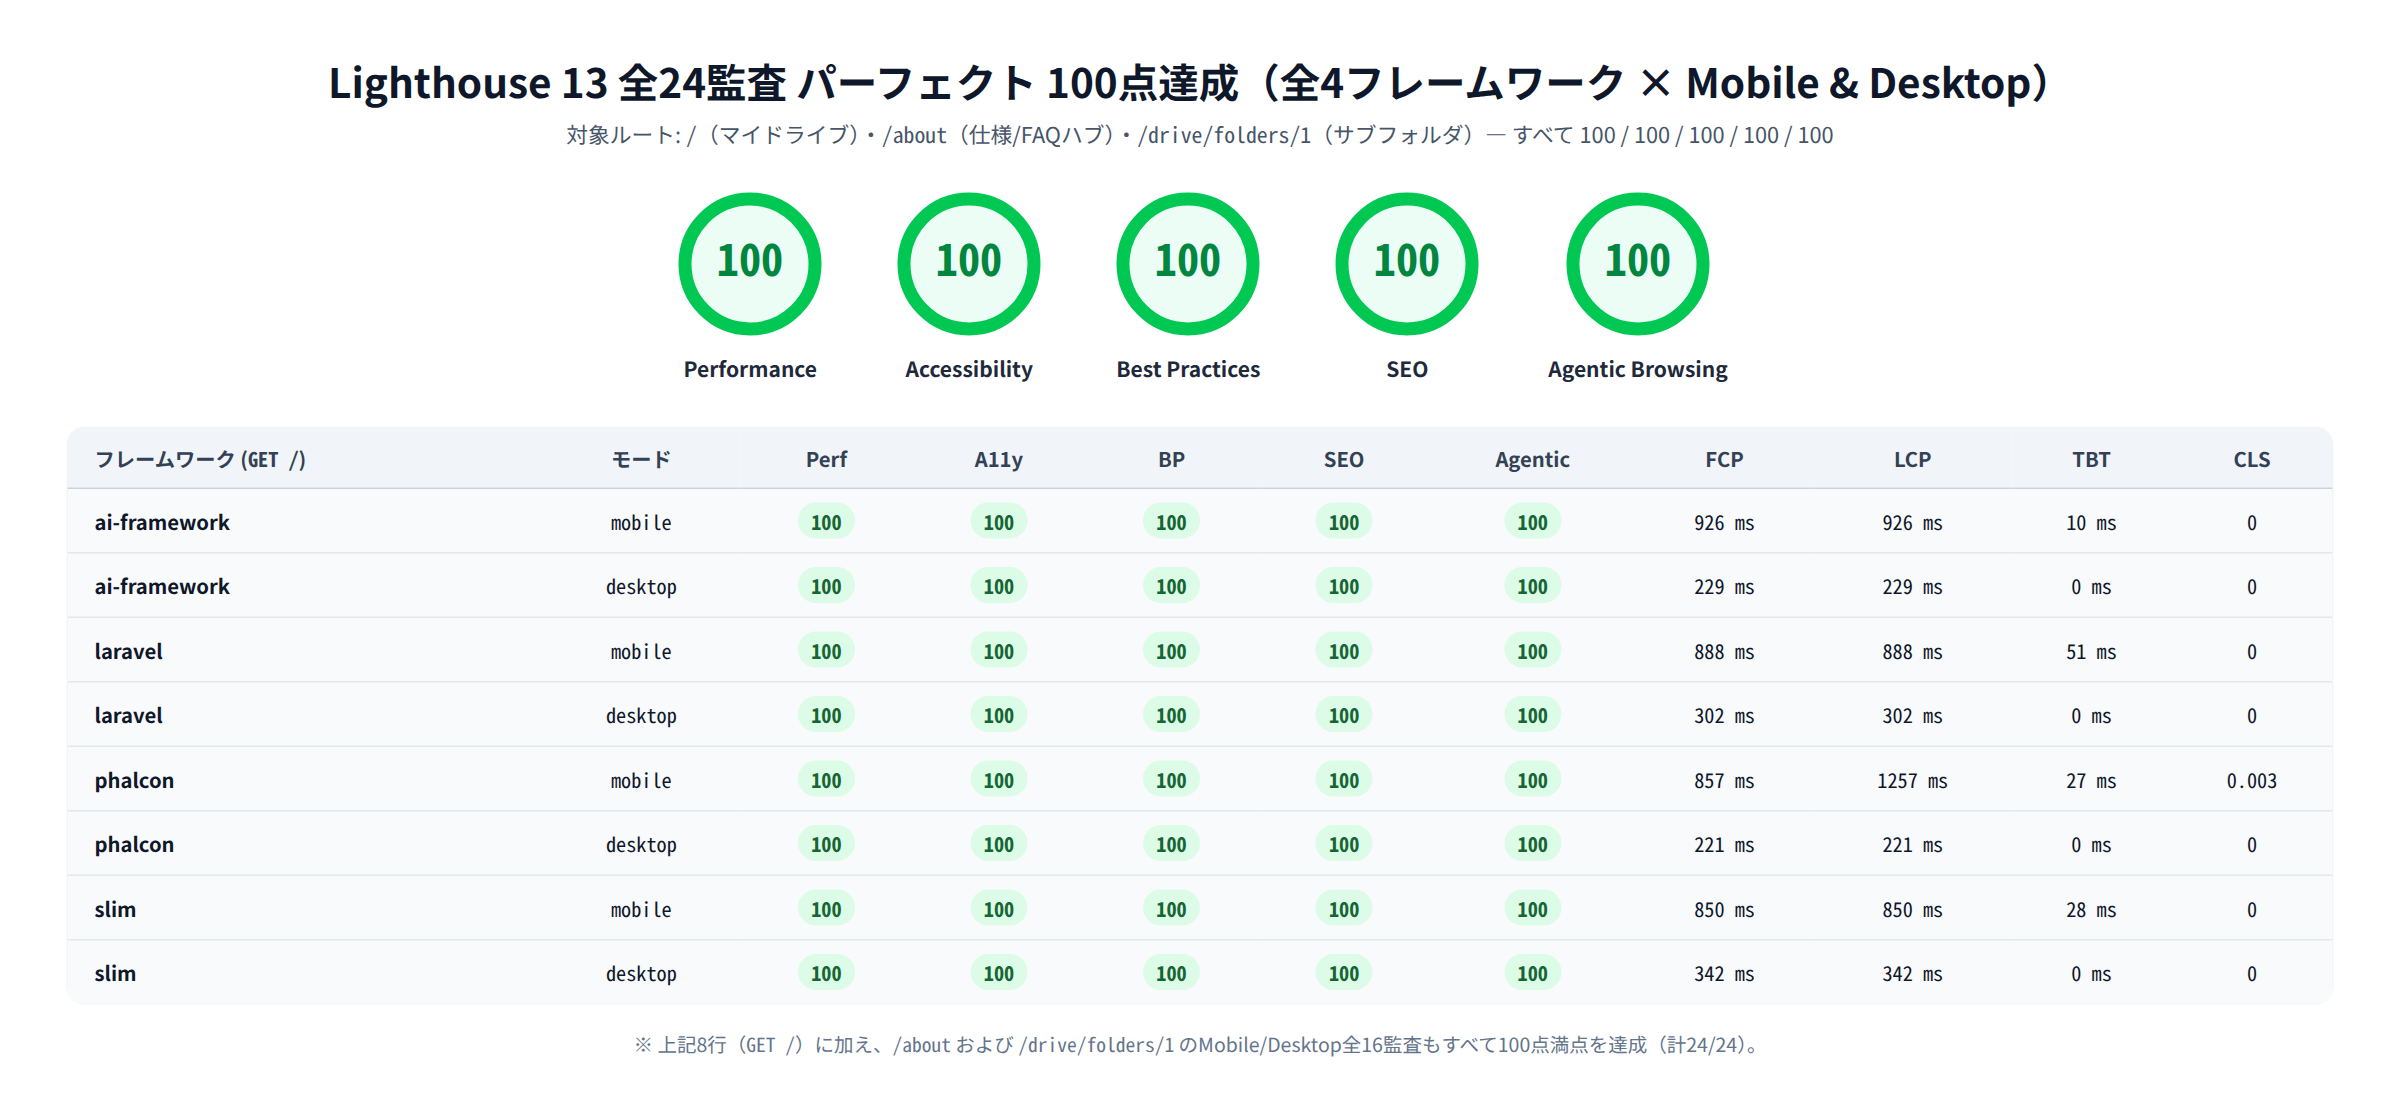 Lighthouse 13 全24監査 パーフェクト 100点達成（全4フレームワーク × Mobile & Desktop）
対象ルート: /（マイドライブ）・/about（仕様/FAQハブ）・/drive/folders/1（サブフォルダ）— すべて 100 / 100 / 100 / 100 / 100
100 100 100 100 100
Performance Accessibility Best Practices SEO Agentic Browsing
フレームワーク (GET /) モード Perf A11y BP SEO Agentic FCP LCP TBT CLS
ai-framework mobile 100 100 100 100 100 926 ms 926 ms 10 ms 0
ai-framework desktop 100 100 100 100 100 229 ms 229 ms 0 ms 0
laravel mobile 100 100 100 100 100 888 ms 888 ms 51 ms 0
laravel desktop 100 100 100 100 100 302 ms 302 ms 0 ms 0
phalcon mobile 100 100 100 100 100 857 ms 1257 ms 27 ms 0.003
phalcon desktop 100 100 100 100 100 221 ms 221 ms 0 ms 0
slim mobile 100 100 100 100 100 850 ms 850 ms 28 ms 0
slim desktop 100 100 100 100 100 342 ms 342 ms 0 ms 0
※ 上記8行（GET /）に加え、/about および /drive/folders/1 のMobile/Desktop全16監査もすべて100点満点を達成（計24/24）。